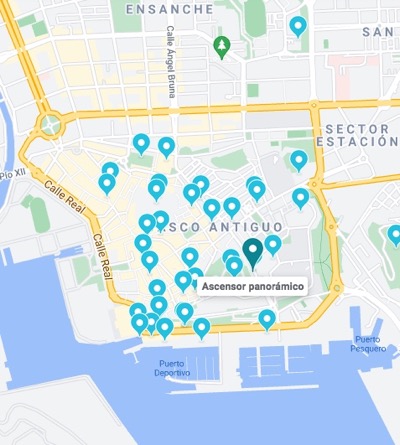 ENSANCHE
SAN
Calle Ángel Bruna
SECTOR
ESTACIÓN
Pío XII
Calle Real
SCO ANTIGUO
Calle Real
Ascensor panorámico
Puerto
Deportivo
Puerto
Pesquero